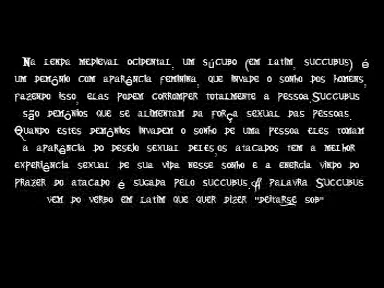 Na lenda medieval ocidental, um súcubo (em latim, succubus) é
um demônio com aparência feminina, que invade o sonho dos homens,
fazendo isso, elas podem corromper totalmente a pessoa.Succubus
são demônios que se alimentam da força sexual das pessoas.
Quando estes demônios invadem o sonho de uma pessoa eles tomam
a aparência do desejo sexual deles,os atacados tem a melhor
experiência sexual de sua vida nesse sonho e a energia vindo do
prazer do atacado é sugada pelo succubus.A palavra Succubus
vem do verbo em latim que quer dizer "deitarse sob"